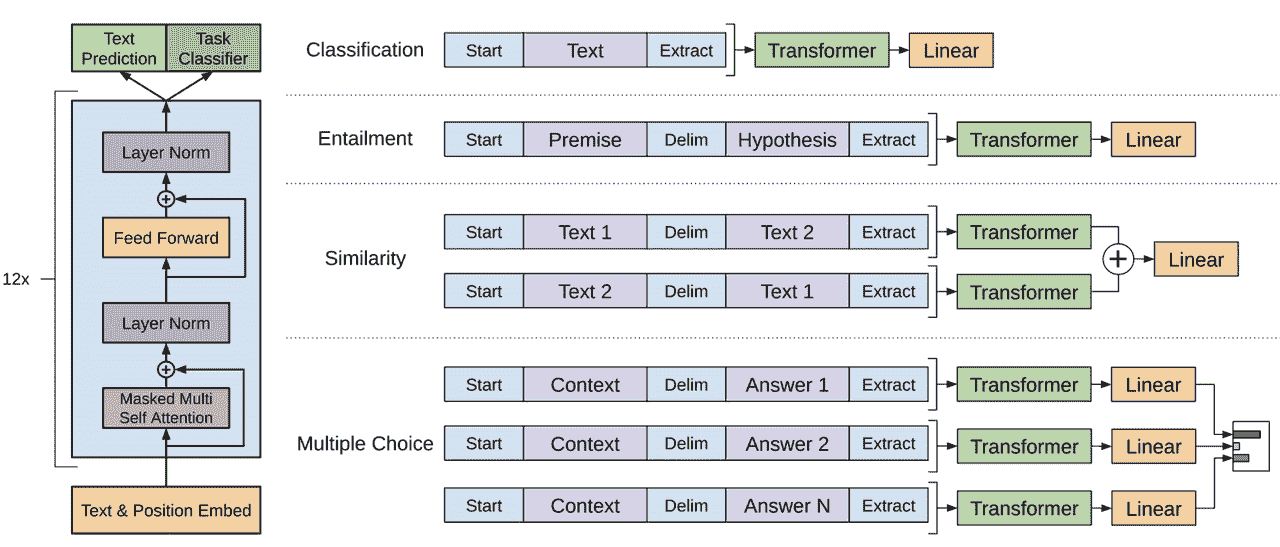 Text
Prediction
Task
Classifier
12x
Layer Norm
+
Feed Forward
Layer Norm
+
Masked Multi
Self Attention
Text & Position Embed
Classification
Start Text Extract Transformer Linear
Entailment
Start Premise Delim Hypothesis Extract Transformer Linear
Similarity
Start Text 1 Delim Text 2 Extract Transformer
+ Linear
Start Text 2 Delim Text 1 Extract Transformer
Multiple Choice
Start Context Delim Answer 1 Extract Transformer Linear
Start Context Delim Answer 2 Extract Transformer Linear
Start Context Delim Answer N Extract Transformer Linear